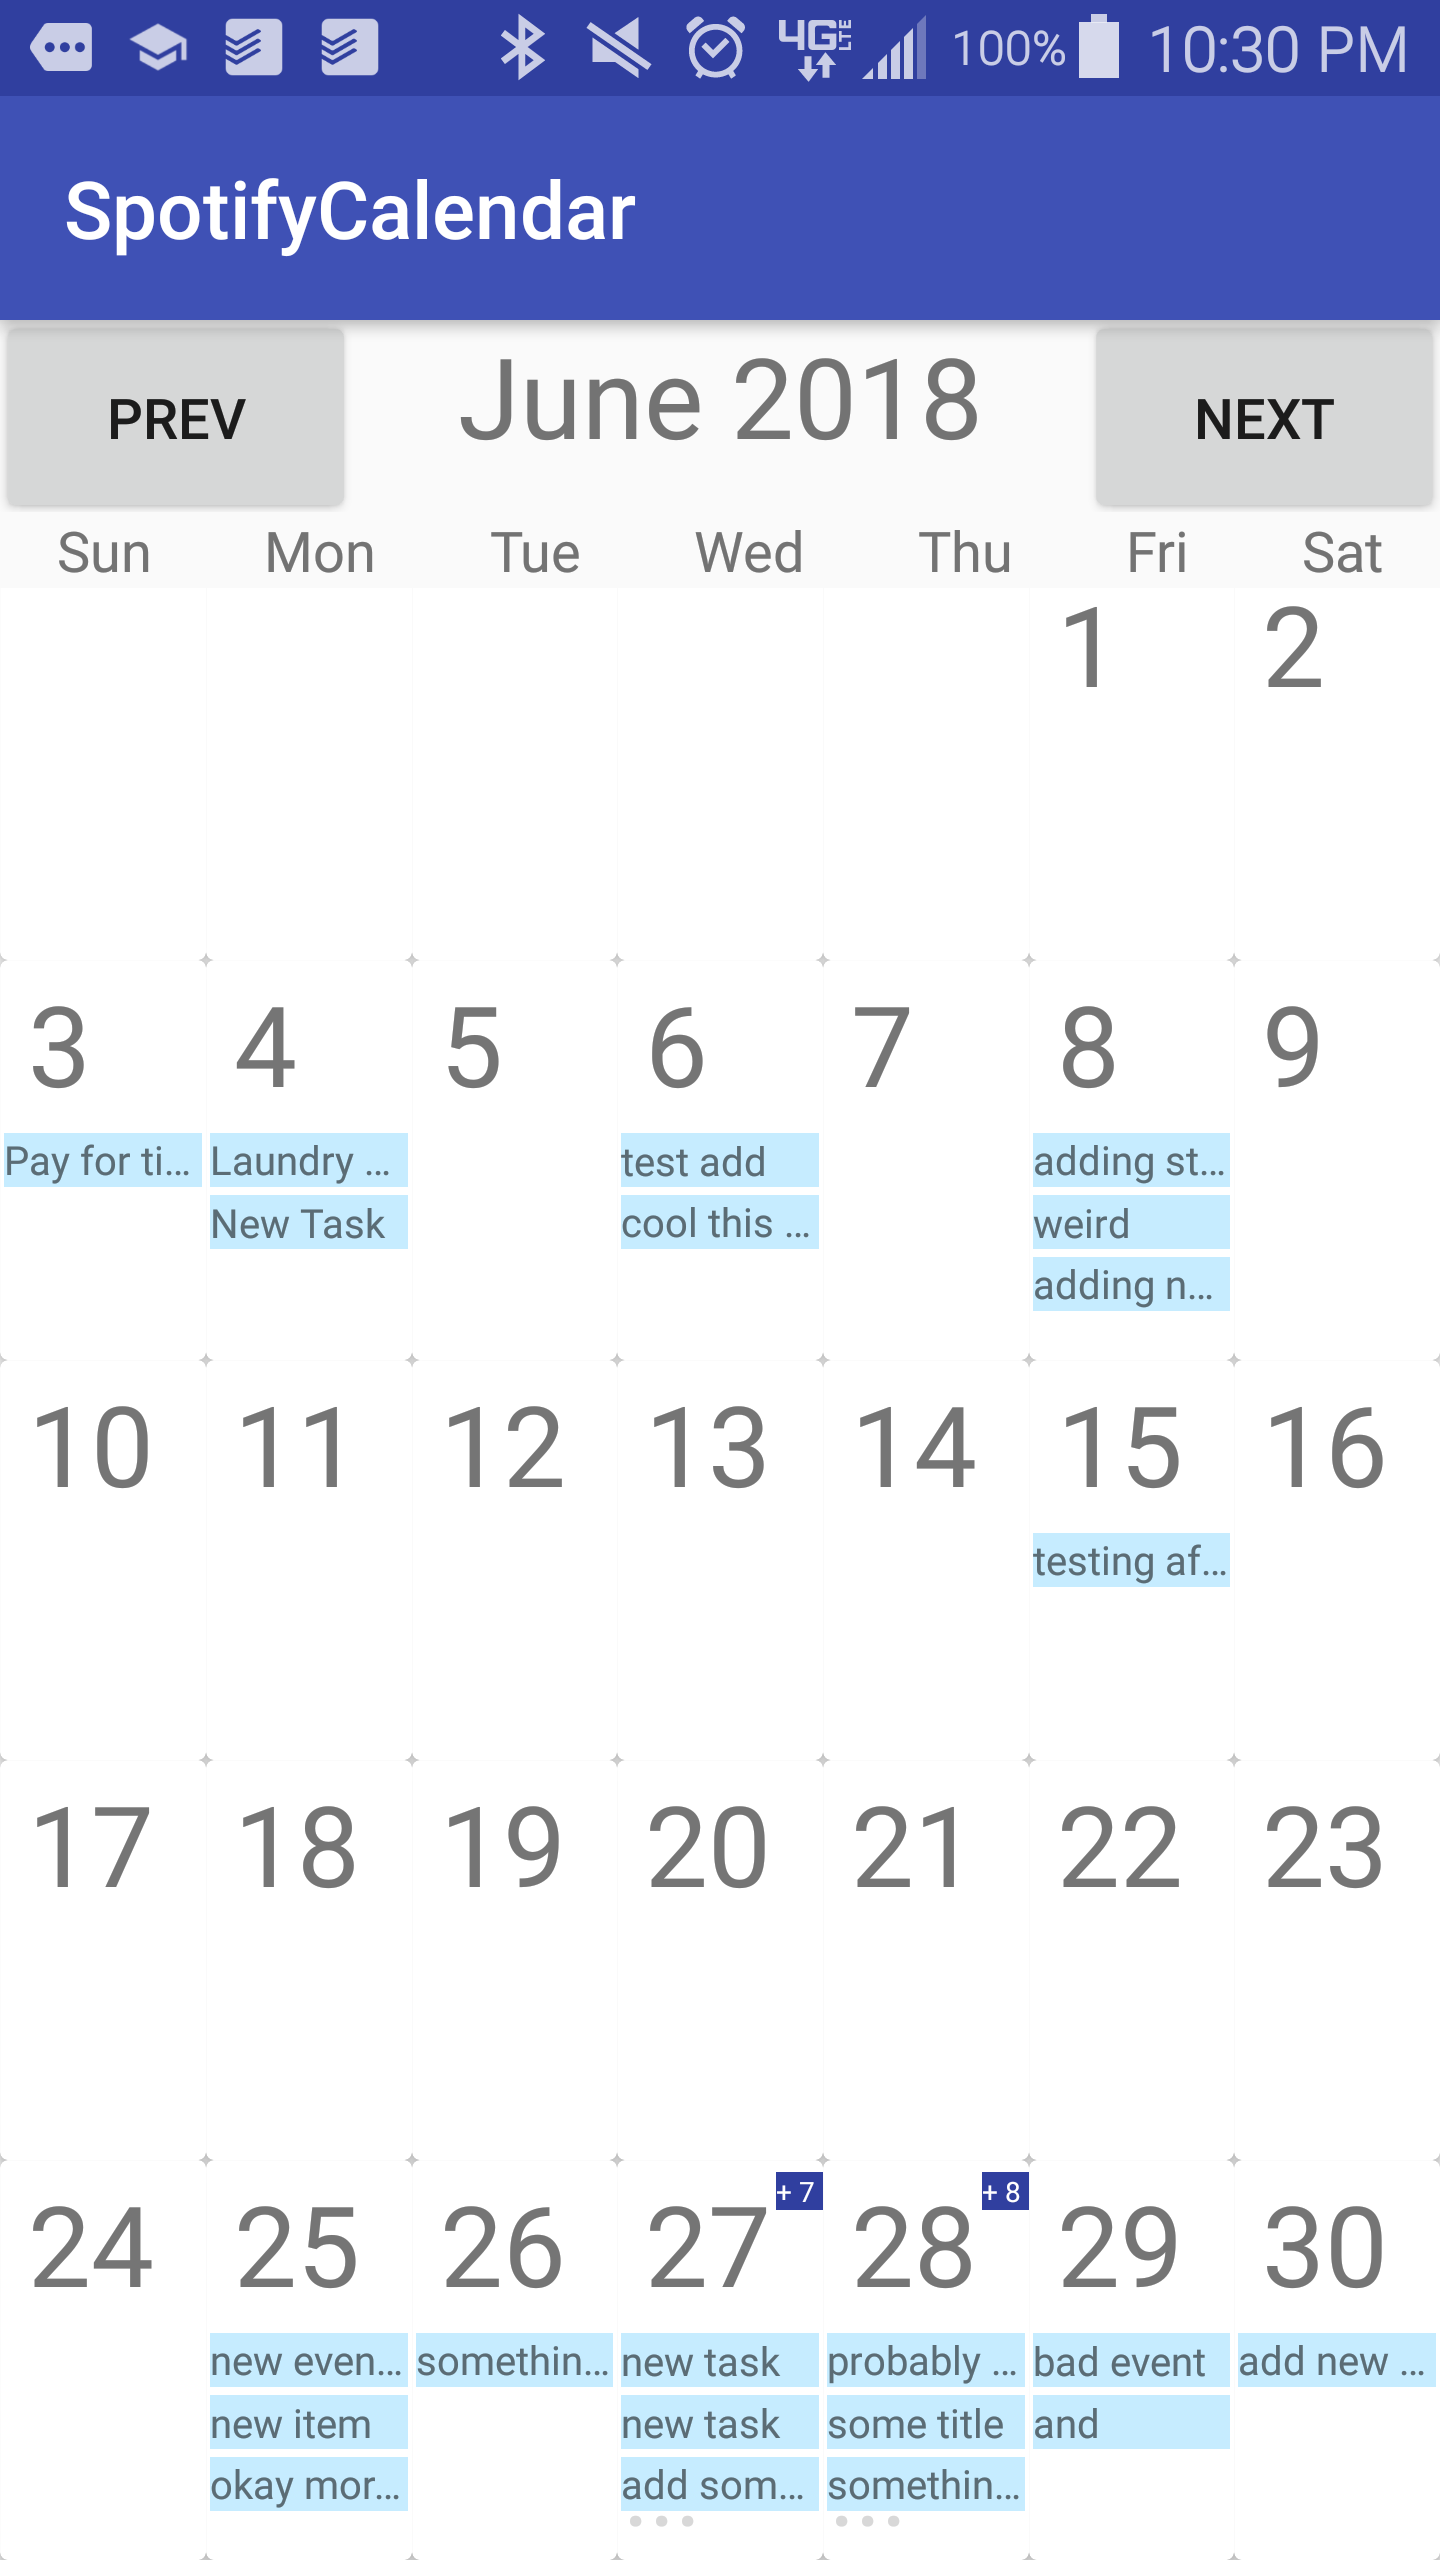 100% 10:30 PM
SpotifyCalendar
PREV June 2018 NEXT
Sun Mon Tue Wed Thu Fri Sat
1 2
3 4 5 6 7 8 9
Pay for ti... Laundry ... test add adding st...
New Task cool this ... weird
adding n...
10 11 12 13 14 15 16
testing af...
17 18 19 20 21 22 23
+ 7 + 8
24 25 26 27 28 29 30
new even... somethin... new task probably ... bad event add new ...
new item new task some title and
okay mor... add som... somethin...